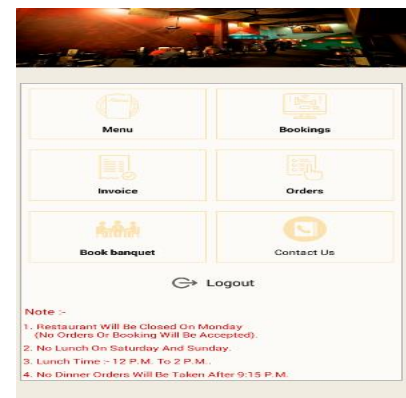 Menu
Bookings
Invoice
Orders
Book banquet
Contact Us
Logout
Note :-
1. Restaurant Will Be Closed On Monday
(No Orders Or Booking Will Be Accepted).
2. No Lunch On Saturday And Sunday.
3. Lunch Time :- 12 P.M. To 2 P.M..
4. No Dinner Orders Will Be Taken After 9:15 P.M.